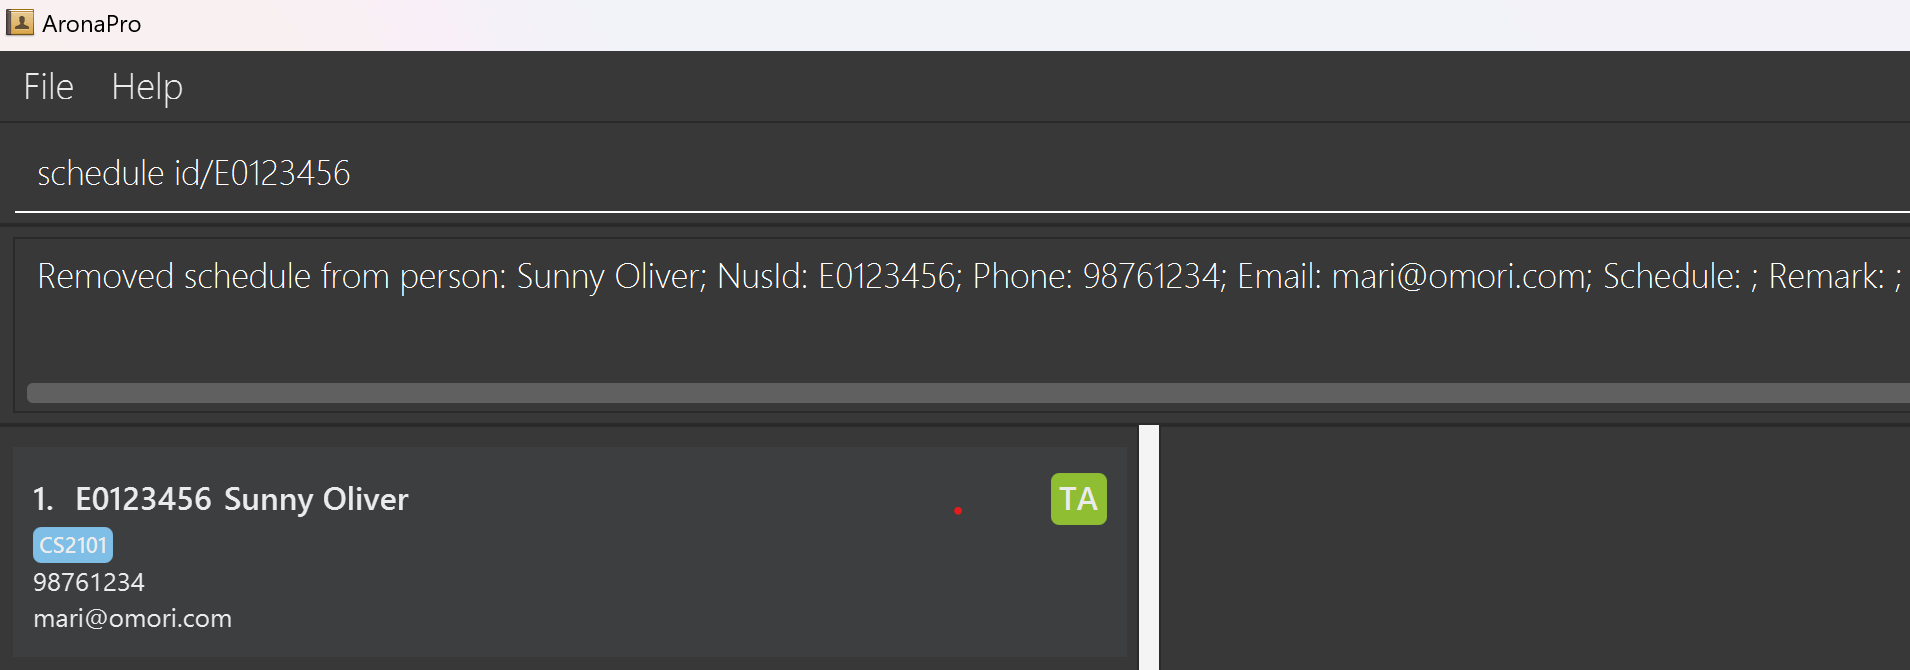 AronaPro
File Help
schedule id/E0123456
Removed schedule from person: Sunny Oliver; NusId: E0123456; Phone: 98761234; Email: mari@omori.com; Schedule: ; Remark: ;
1. E0123456 Sunny Oliver TA
CS2101
98761234
mari@omori.com